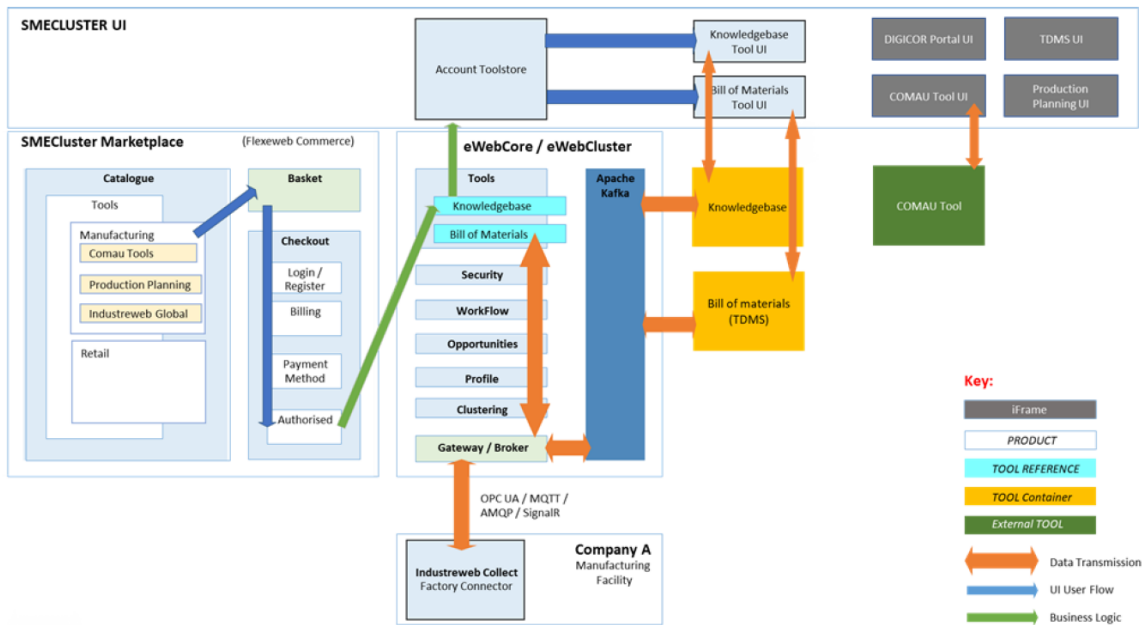 SMECLUSTER UI
Account Toolstore
Knowledgebase
Tool UI
Bill of Materials
Tool UI
DIGICOR Portal UI
TDMS UI
COMAU Tool UI
Production
Planning UI
SMECluster Marketplace
(Flexeweb Commerce)
Catalogue
Tools
Manufacturing
Comau Tools
Production Planning
Industreweb Global
Retail
Basket
Checkout
Login /
Register
Billing
Payment
Method
Authorised
eWebCore / eWebCluster
Tools
Knowledgebase
Bill of Materials
Security
WorkFlow
Opportunities
Profile
Clustering
Gateway / Broker
Apache
Kafka
Knowledgebase
Bill of materials
(TDMS)
COMAU Tool
OPC UA / MQTT /
AMQP / SignalR
Company A
Manufacturing
Facility
Industreweb Collect
Factory Connector
Key:
iFrame
PRODUCT
TOOL REFERENCE
TOOL Container
External TOOL
Data Transmission
UI User Flow
Business Logic